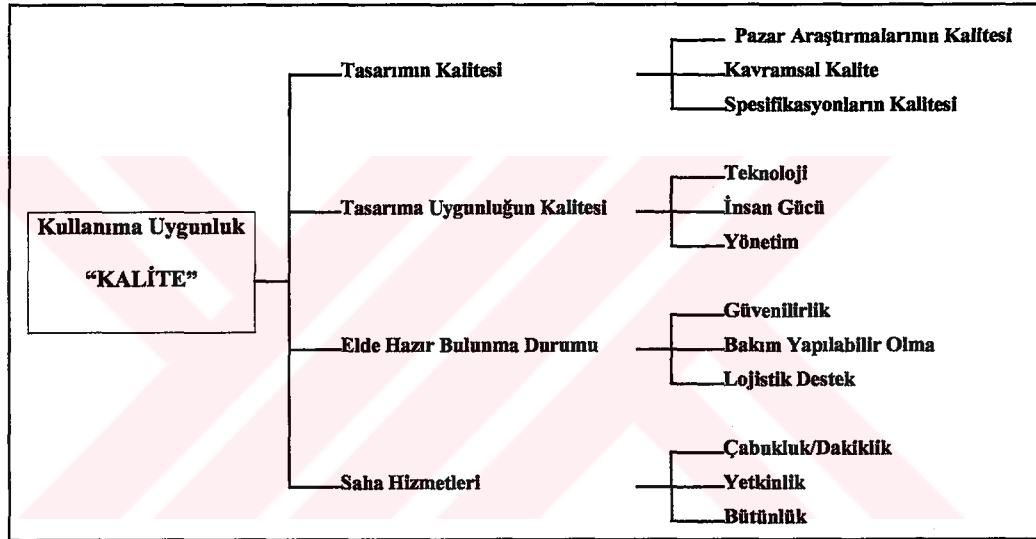 Kullanıma Uygunluk
“KALİTE”
Tasarımın Kalitesi
Pazar Araştırmalarının Kalitesi
Kavramsal Kalite
Spesifikasyonların Kalitesi
Tasarıma Uygunluğun Kalitesi
Teknoloji
İnsan Gücü
Yönetim
Elde Hazır Bulunma Durumu
Güvenilirlik
Bakım Yapılabilir Olma
Lojistik Destek
Saha Hizmetleri
Çabukluk/Dakiklik
Yetkinlik
Bütünlük